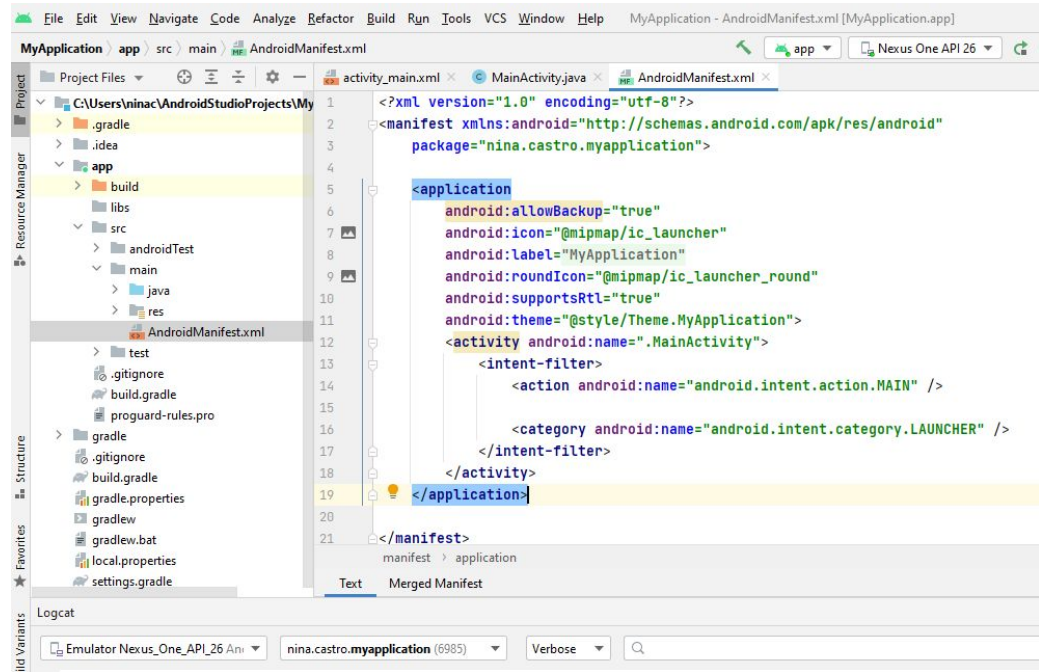 File Edit View Navigate Code Analyze Refactor Build Run Tools VCS Window Help MyApplication - AndroidManifest.xml [MyApplication.app]
MyApplication app src main AndroidManifest.xml app Nexus One API 26
Project
Resource Manager
Structure
Favorites
Project Files
C:\Users\ninac\AndroidStudioProjects\My
.gradle
.idea
app
build
libs
src
androidTest
main
java
res
AndroidManifest.xml
test
.gitignore
build.gradle
proguard-rules.pro
gradle
.gitignore
build.gradle
gradle.properties
gradlew
gradlew.bat
local.properties
settings.gradle
activity_main.xml MainActivity.java AndroidManifest.xml
1 <?xml version="1.0" encoding="utf-8"?>
2 <manifest xmlns:android="http://schemas.android.com/apk/res/android"
3 package="nina.castro.myapplication">
4
5 <application
6 android:allowBackup="true"
7 android:icon="@mipmap/ic_launcher"
8 android:label="MyApplication"
9 android:roundIcon="@mipmap/ic_launcher_round"
10 android:supportsRtl="true"
11 android:theme="@style/Theme.MyApplication">
12 <activity android:name=".MainActivity">
13 <intent-filter>
14 <action android:name="android.intent.action.MAIN" />
15
16 <category android:name="android.intent.category.LAUNCHER" />
17 </intent-filter>
18 </activity>
19 </application>
20
21 </manifest>
manifest application
Text Merged Manifest
Logcat
Variants
Emulator Nexus_One_API_26 nina.castro.myapplication (6985) Verbose